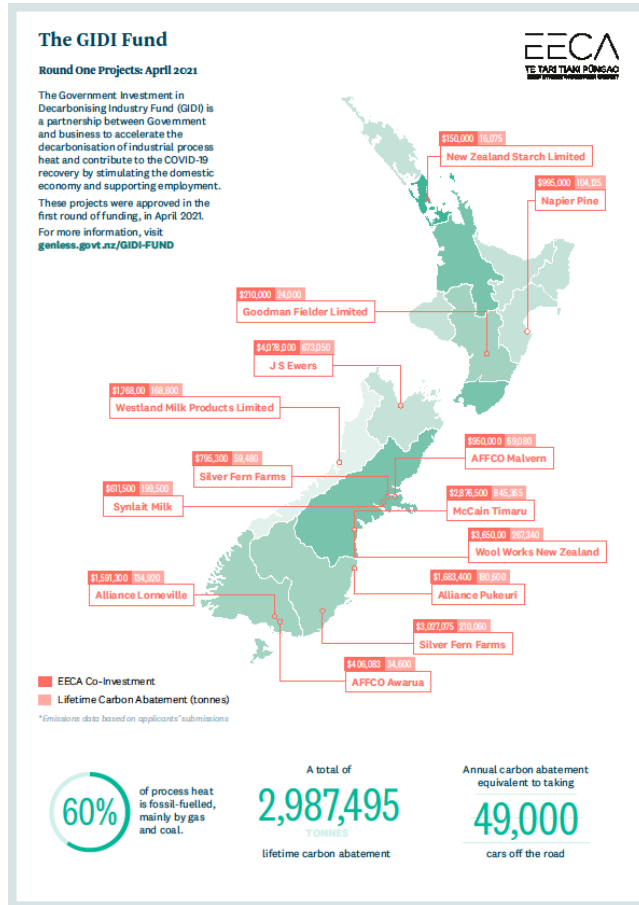 The GIDI Fund
Round One Projects: April 2021
The Government Investment in
Decarbonising Industry Fund (GIDI) is
a partnership between Government
and business to accelerate the
decarbonisation of industrial process
heat and contribute to the COVID-19
recovery by stimulating the domestic
economy and supporting employment.
These projects were approved in the
first round of funding, in April 2021.
For more information, visit
genless.govt.nz/GIDI-FUND
EECA
TE TARI TIAKI PŪNGAO
$150,000 16,075
New Zealand Starch Limited
$995,000 104,125
Napier Pine
$210,000 24,000
Goodman Fielder Limited
$4,078,000 673,050
J S Ewers
$1,768,00 168,800
Westland Milk Products Limited
$950,000 69,080
AFFCO Malvern
$795,300 59,480
Silver Fern Farms
$611,500 199,500
Synlait Milk
$2,876,500 845,365
McCain Timaru
$3,650,00 267,340
Wool Works New Zealand
$1,591,300 134,920
Alliance Lorneville
$1,683,400 180,600
Alliance Pukeuri
$3,027,075 210,060
Silver Fern Farms
$406,083 34,600
AFFCO Awarua
EECA Co-Investment
Lifetime Carbon Abatement (tonnes)
*Emissions data based on applicants' submissions
60%
of process heat
is fossil-fuelled,
mainly by gas
and coal.
A total of
2,987,495
TONNES
lifetime carbon abatement
Annual carbon abatement
equivalent to taking
49,000
cars off the road